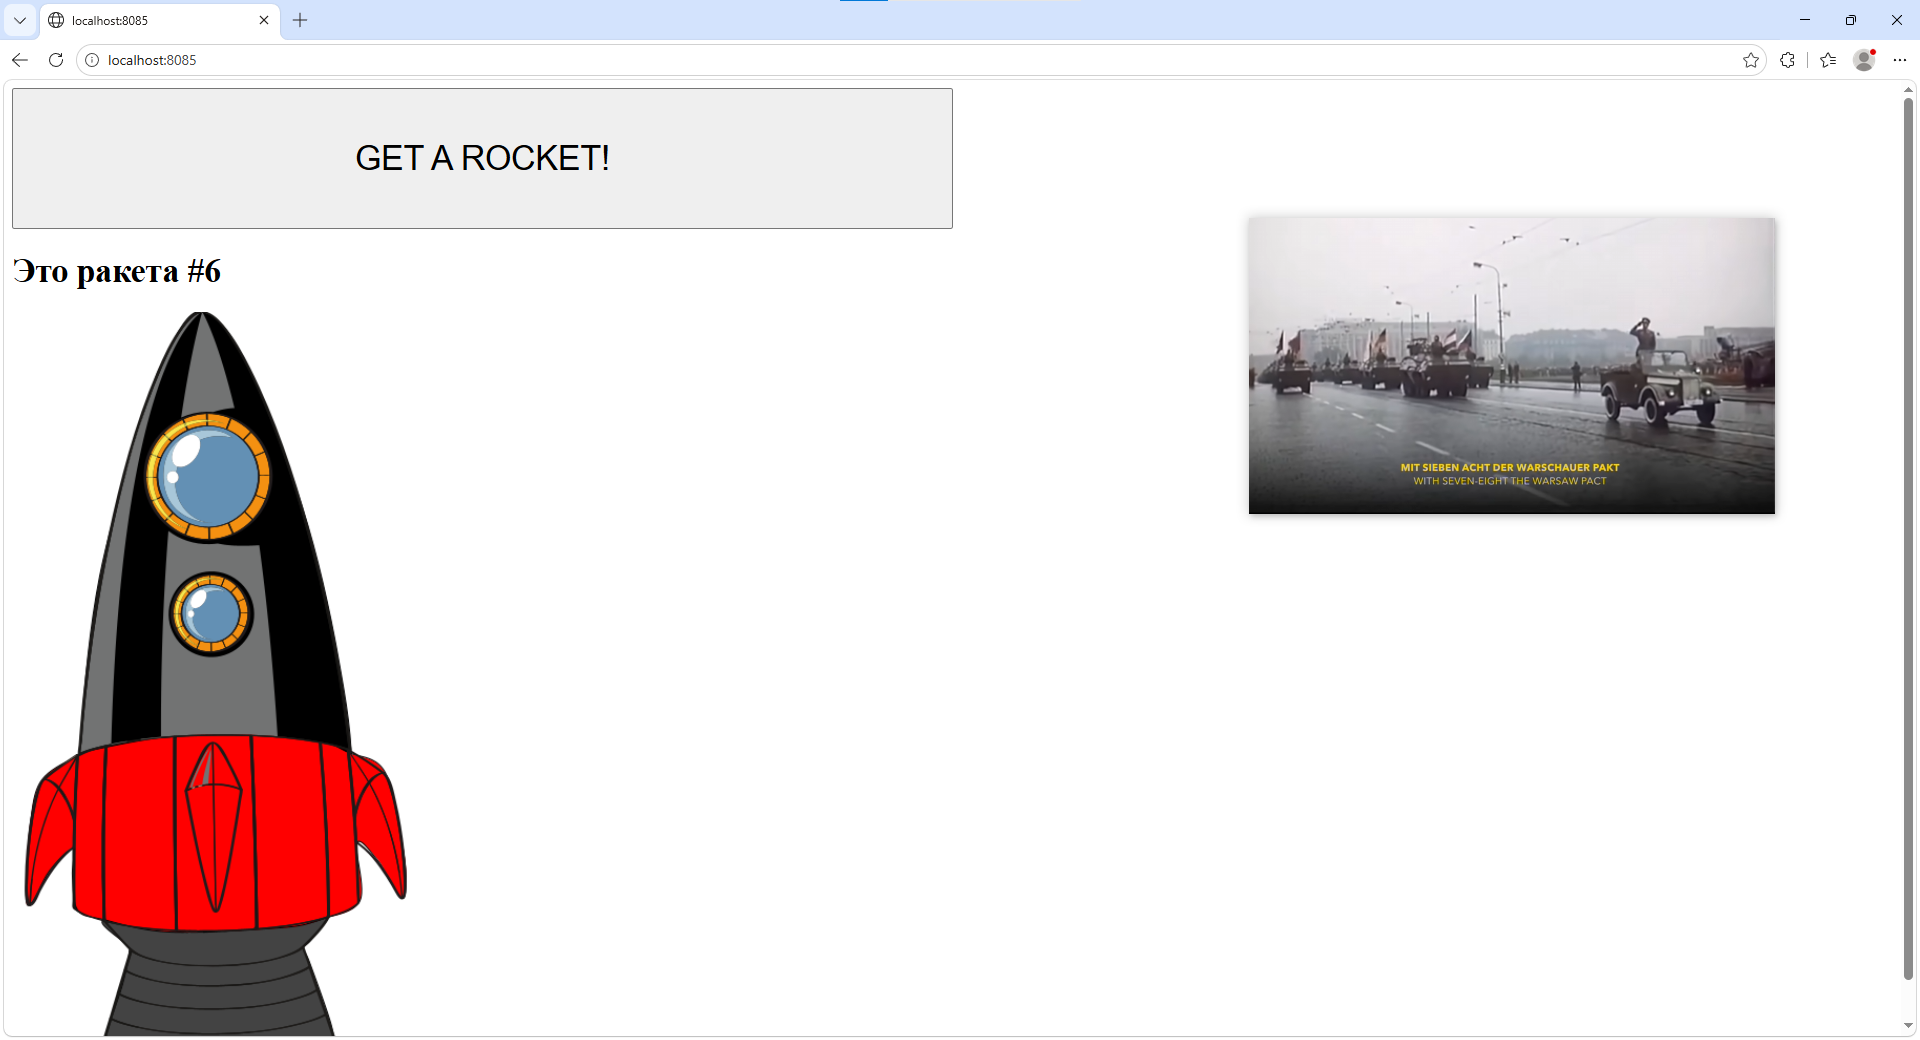 localhost:8085
localhost:8085
GET A ROCKET!
Это ракета #6
MIT SIEBEN ACHT DER WARSCHAUER PAKT
WITH SEVEN-EIGHT THE WARSAW PACT